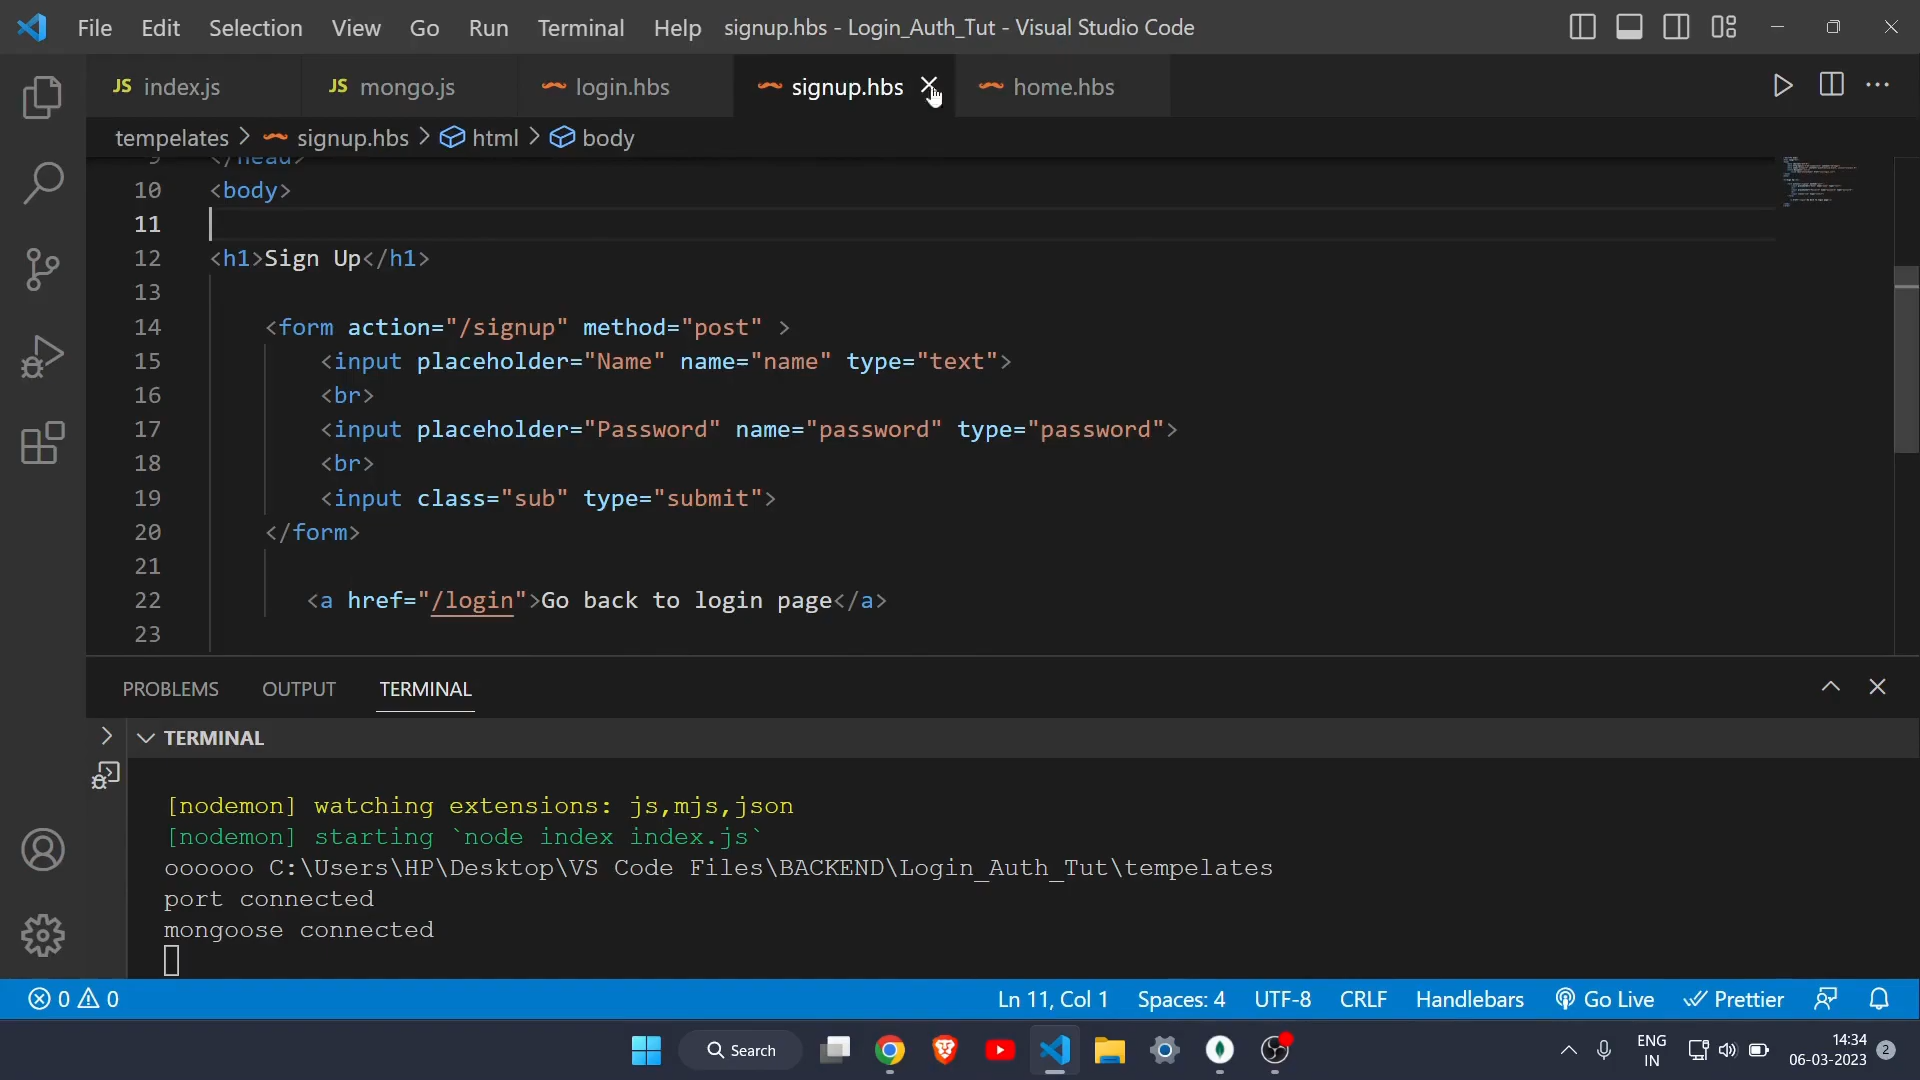 File Edit Selection View Go Run Terminal Help signup.hbs - Login_Auth_Tut - Visual Studio Code
JS index.js JS mongo.js login.hbs signup.hbs home.hbs
tempelates > signup.hbs > html > body
9 </head>
10 <body>
11
12 <h1>Sign Up</h1>
13
14 <form action="/signup" method="post" >
15 <input placeholder="Name" name="name" type="text">
16 <br>
17 <input placeholder="Password" name="password" type="password">
18 <br>
19 <input class="sub" type="submit">
20 </form>
21
22 <a href="/login">Go back to login page</a>
23
PROBLEMS OUTPUT TERMINAL
TERMINAL
[nodemon] watching extensions: js,mjs,json
[nodemon] starting `node index index.js`
oooooo C:\Users\HP\Desktop\VS Code Files\BACKEND\Login_Auth_Tut\tempelates
port connected
mongoose connected
0 0 Ln 11, Col 1 Spaces: 4 UTF-8 CRLF Handlebars Go Live Prettier
Search ENG IN 14:34 06-03-2023 2